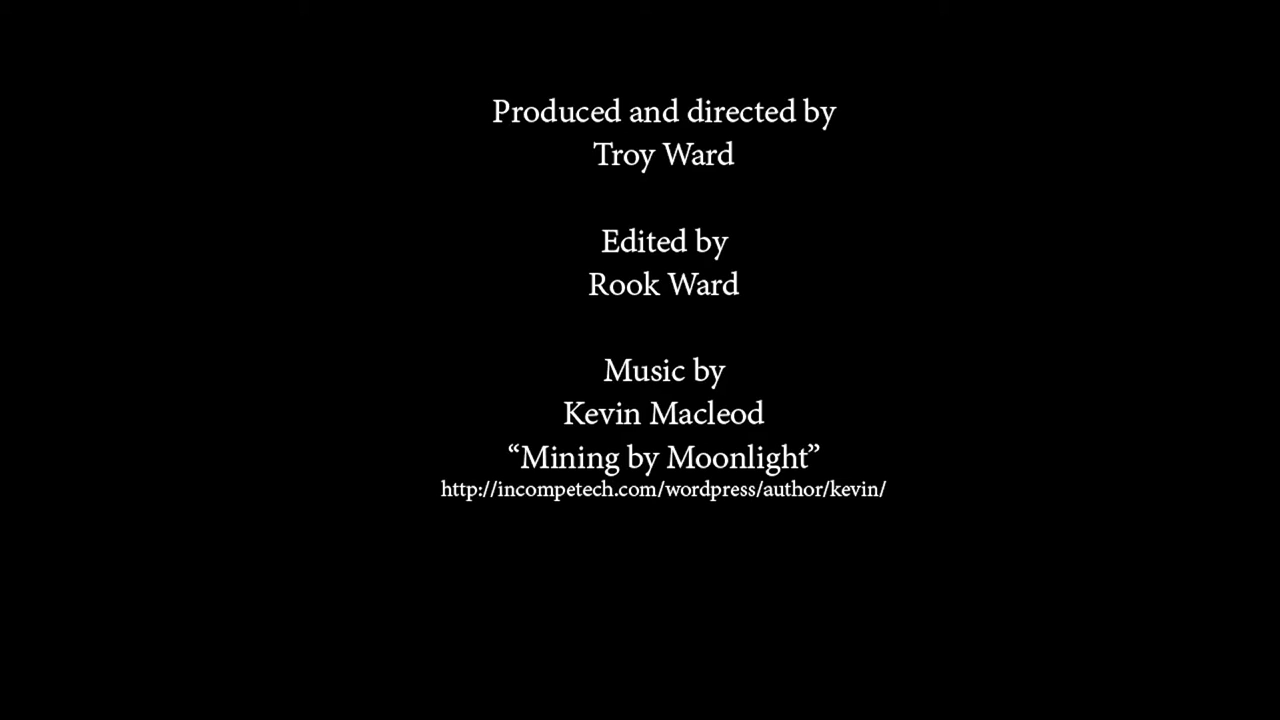 Produced and directed by
Troy Ward
Edited by
Rook Ward
Music by
Kevin Macleod
“Mining by Moonlight”
http://incompetech.com/wordpress/author/kevin/